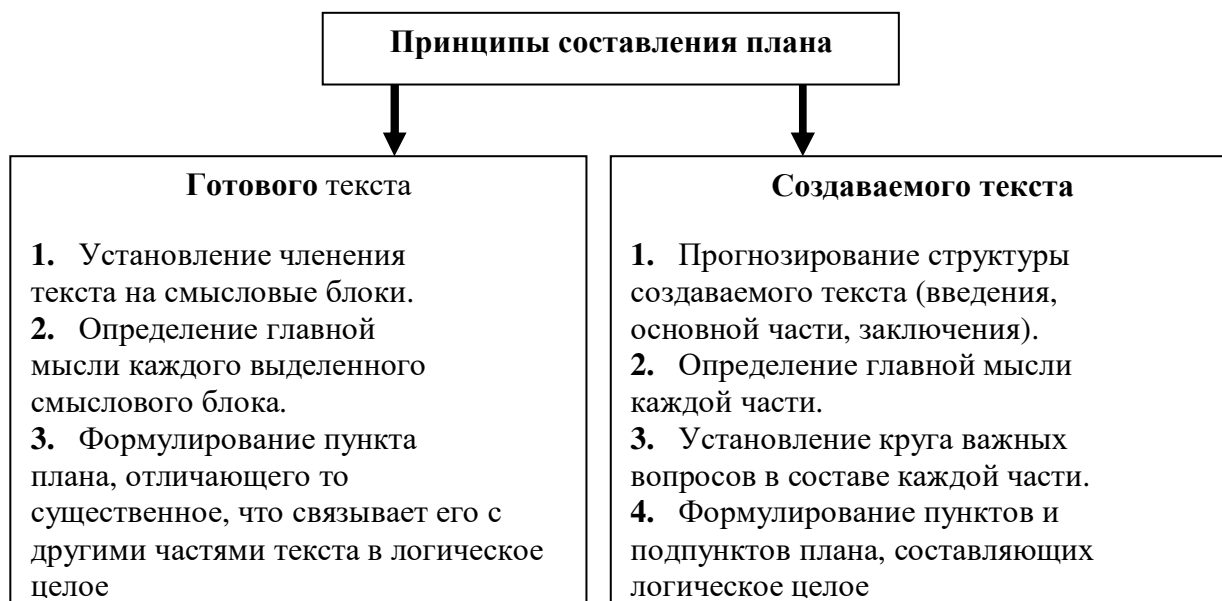 Принципы составления плана
Готового текста
1. Установление членения
текста на смысловые блоки.
2. Определение главной
мысли каждого выделенного
смыслового блока.
3. Формулирование пункта
плана, отличающего то
существенное, что связывает его с
другими частями текста в логическое
целое
Создаваемого текста
1. Прогнозирование структуры
создаваемого текста (введения,
основной части, заключения).
2. Определение главной мысли
каждой части.
3. Установление круга важных
вопросов в составе каждой части.
4. Формулирование пунктов и
подпунктов плана, составляющих
логическое целое